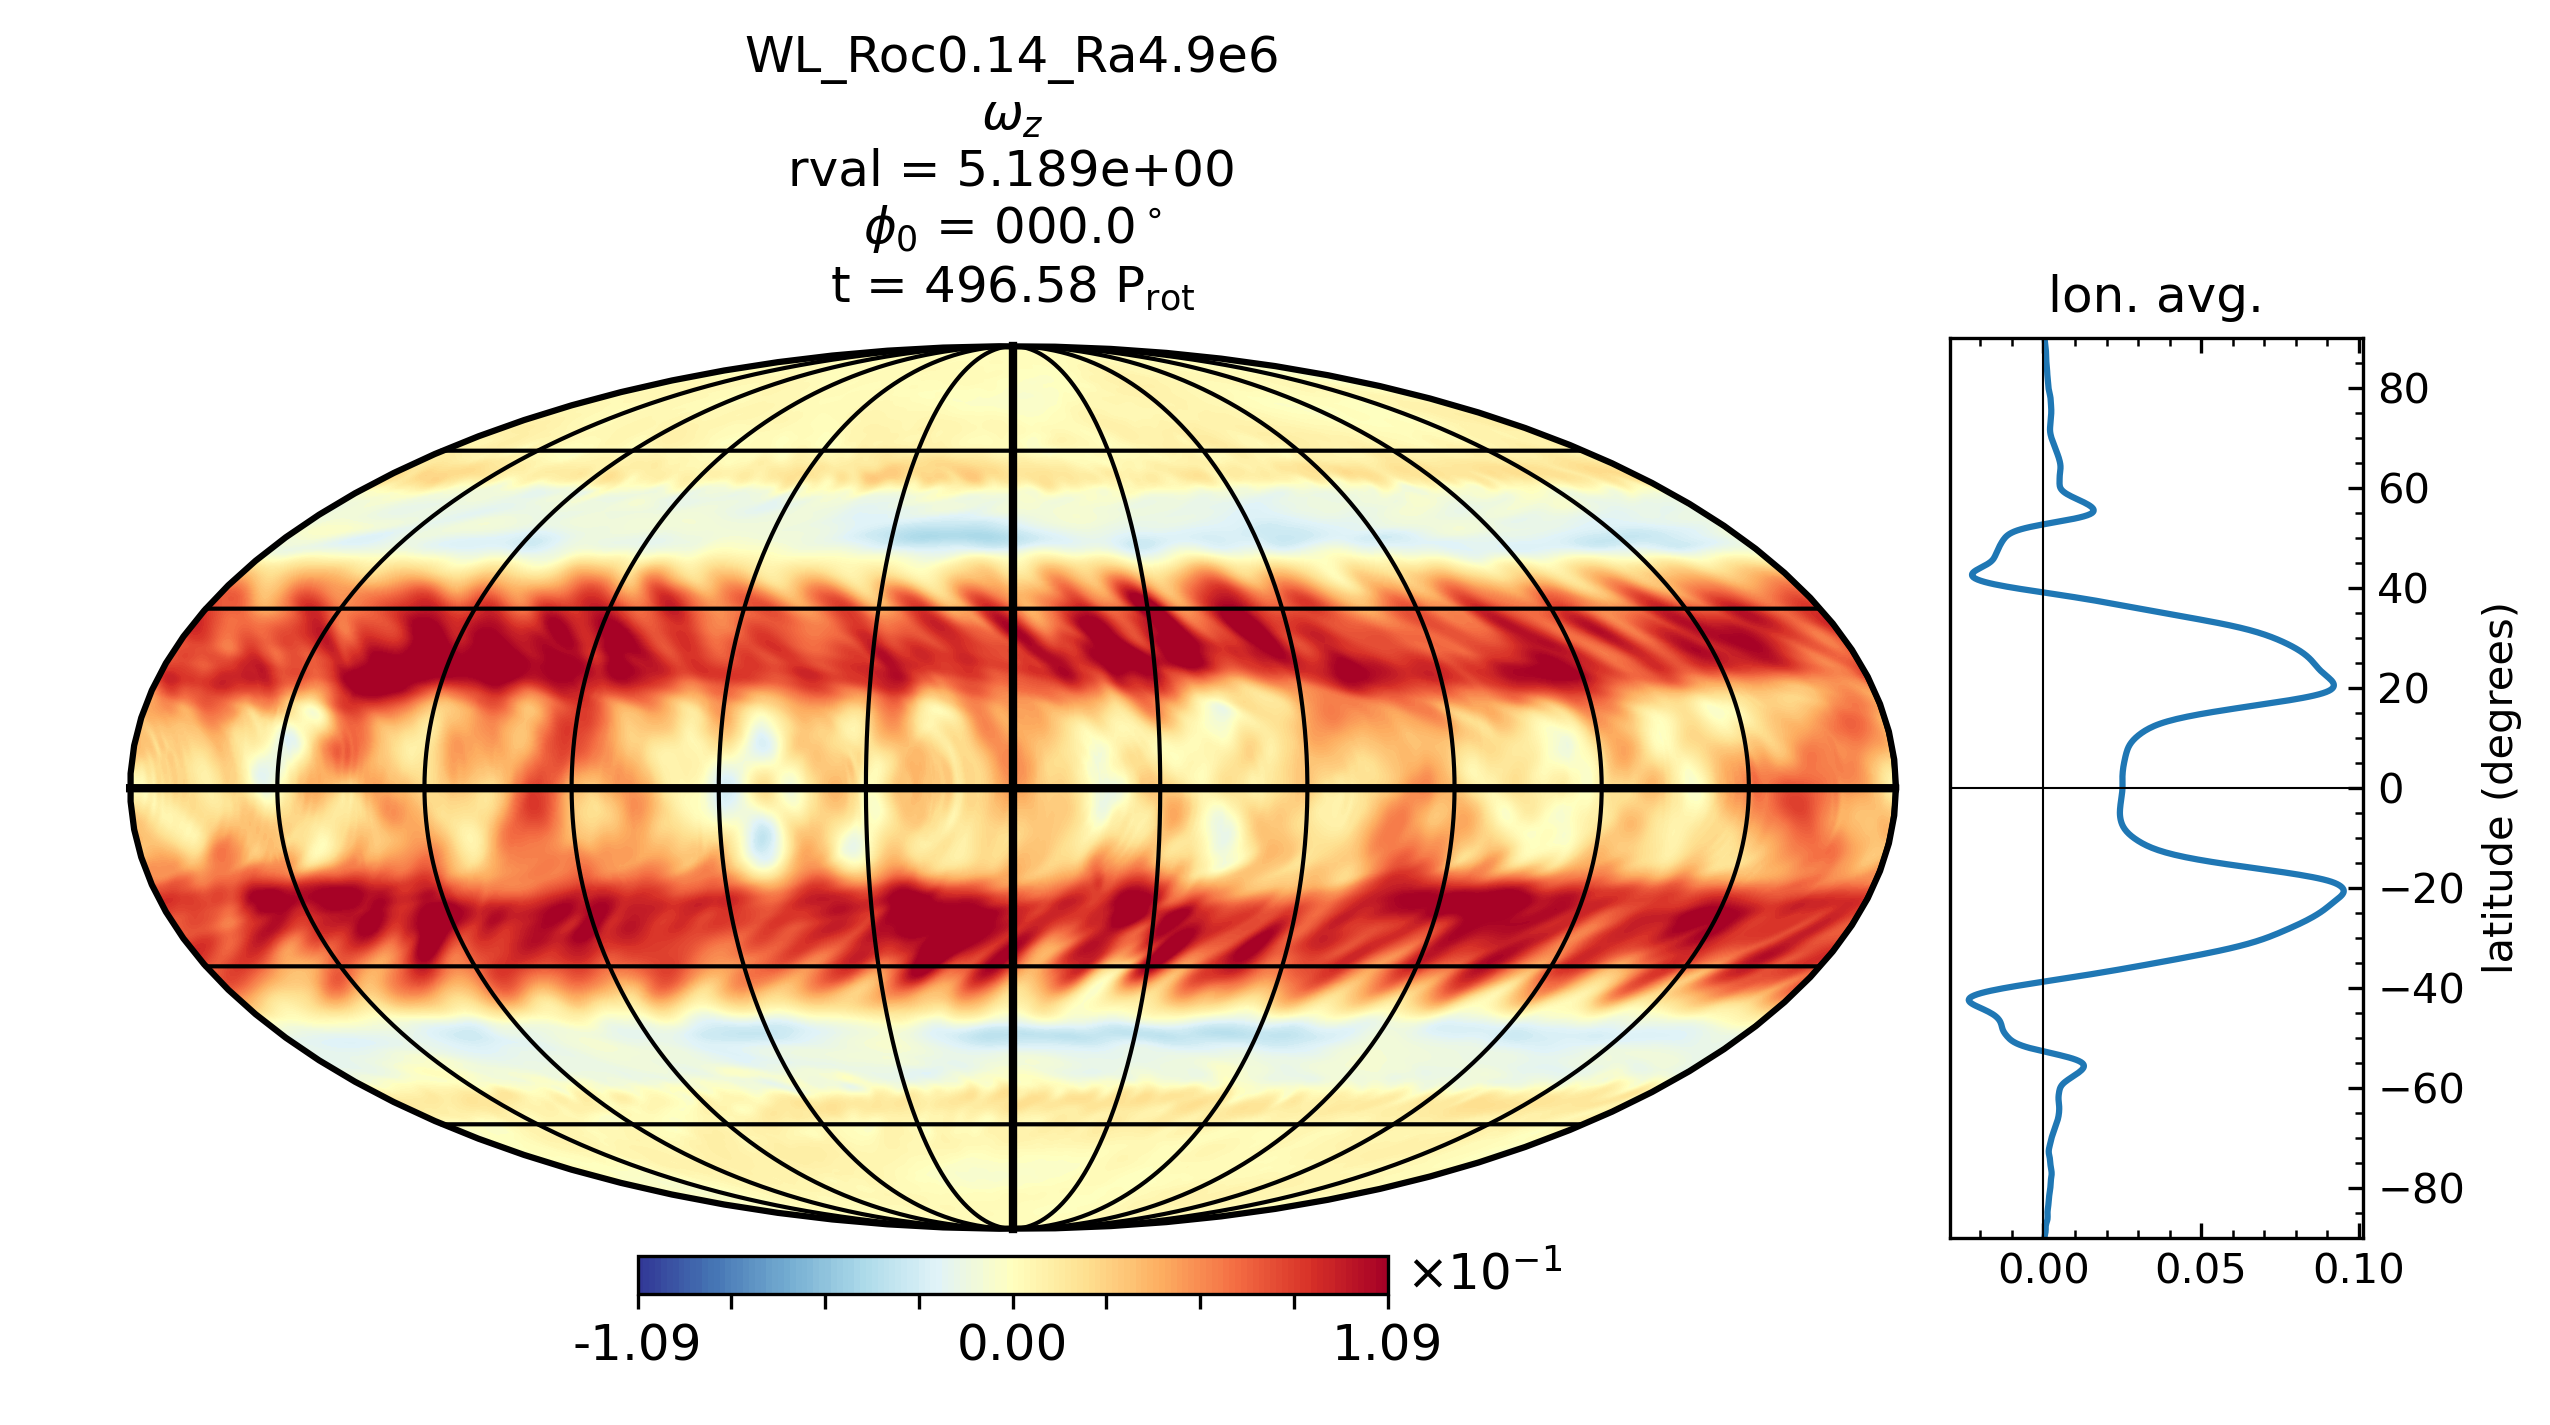 WL_Roc0.14_Ra4.9e6
ω_z
rval = 5.189e+00
ϕ_0 = 000.0°
t = 496.58 P_rot
lon. avg.
80
60
40
20
0
−20
−40
−60
−80
latitude (degrees)
0.00 0.05 0.10
×10^−1
-1.09 0.00 1.09